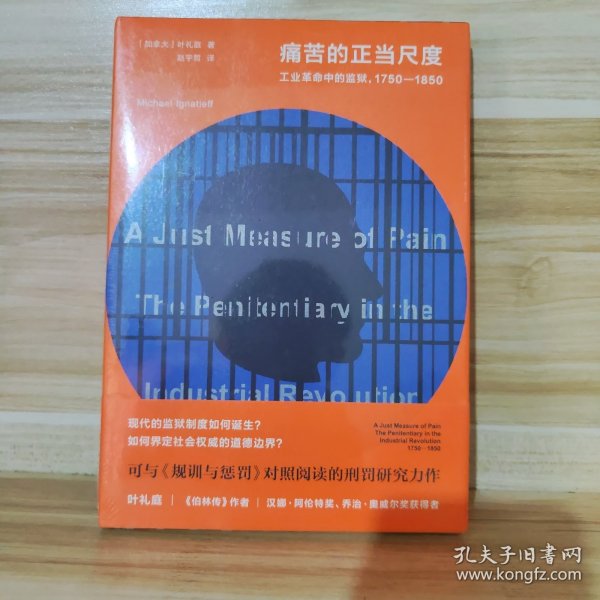 [加拿大] 叶礼庭 著
赵宇哲 译
痛苦的正当尺度
工业革命中的监狱，1750—1850
Michael Ignatieff
A Just Measure of Pain
The Penitentiary in the
Industrial Revolution
现代的监狱制度如何诞生？
如何界定社会权威的道德边界？
A Just Measure of Pain
The Penitentiary in the
Industrial Revolution
1750—1850
可与《规训与惩罚》对照阅读的刑罚研究力作
叶礼庭｜《伯林传》作者｜汉娜·阿伦特奖、乔治·奥威尔奖获得者
孔夫子旧书网
www.kongfz.com